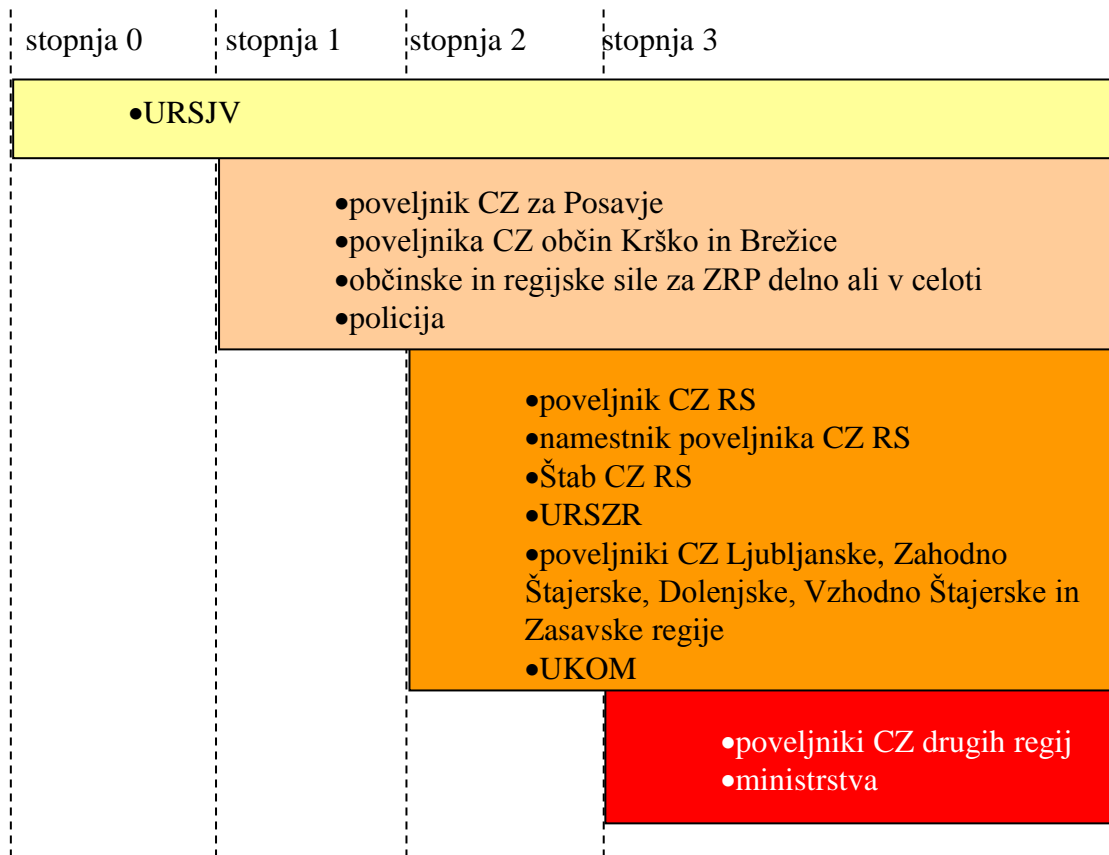 stopnja 0 stopnja 1 stopnja 2 stopnja 3
•URSJV
•poveljnik CZ za Posavje
•poveljnika CZ občin Krško in Brežice
•občinske in regijske sile za ZRP delno ali v celoti
•policija
•poveljnik CZ RS
•namestnik poveljnika CZ RS
•Štab CZ RS
•URSZR
•poveljniki CZ Ljubljanske, Zahodno
Štajerske, Dolenjske, Vzhodno Štajerske in
Zasavske regije
•UKOM
•poveljniki CZ drugih regij
•ministrstva